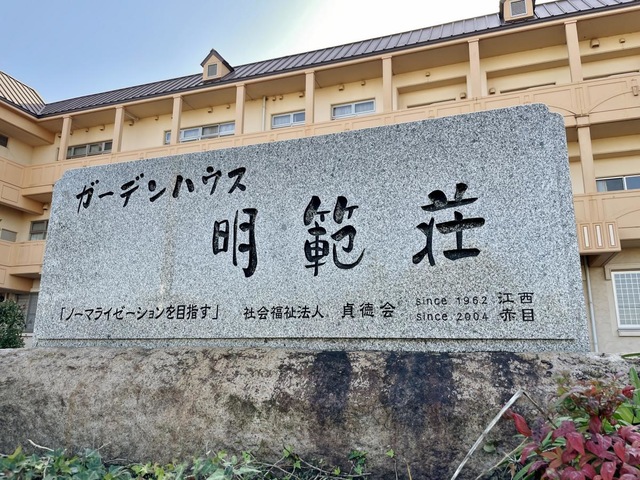 ガーデンハウス
明範荘
「ノーマライゼーションを目指す」 社会福祉法人 貞徳会 since 1962 江西
since 2004 赤目